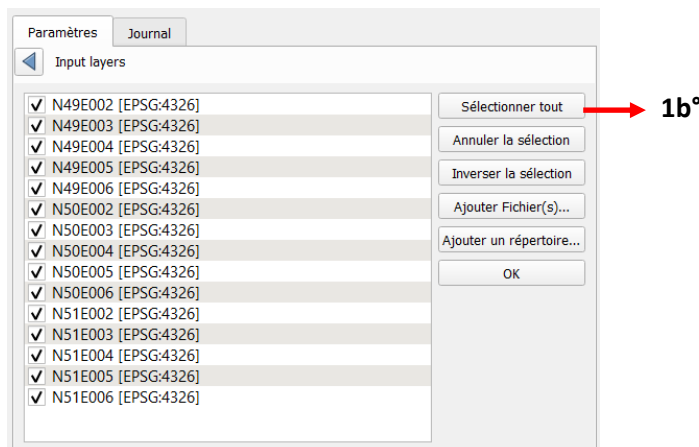 Paramètres Journal
Input layers
N49E002 [EPSG:4326]
N49E003 [EPSG:4326]
N49E004 [EPSG:4326]
N49E005 [EPSG:4326]
N49E006 [EPSG:4326]
N50E002 [EPSG:4326]
N50E003 [EPSG:4326]
N50E004 [EPSG:4326]
N50E005 [EPSG:4326]
N50E006 [EPSG:4326]
N51E002 [EPSG:4326]
N51E003 [EPSG:4326]
N51E004 [EPSG:4326]
N51E005 [EPSG:4326]
N51E006 [EPSG:4326]
Sélectionner tout
Annuler la sélection
Inverser la sélection
Ajouter Fichier(s)...
Ajouter un répertoire...
OK
1b°